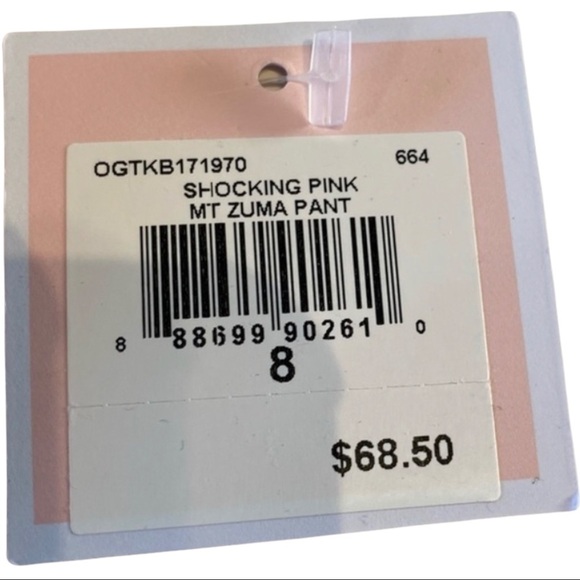 OGTKB171970 664
SHOCKING PINK
MT ZUMA PANT
8 88699 90261 0
8
$68.50